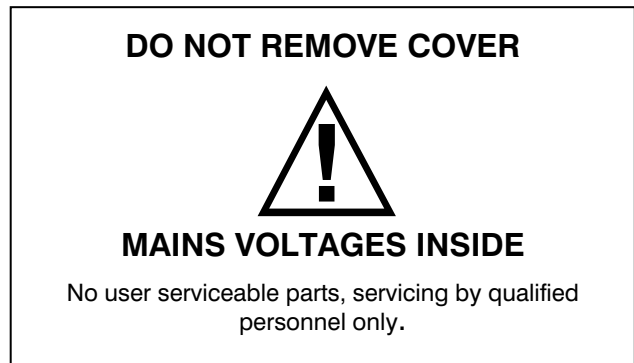 DO NOT REMOVE COVER
!
MAINS VOLTAGES INSIDE
No user serviceable parts, servicing by qualified
personnel only.